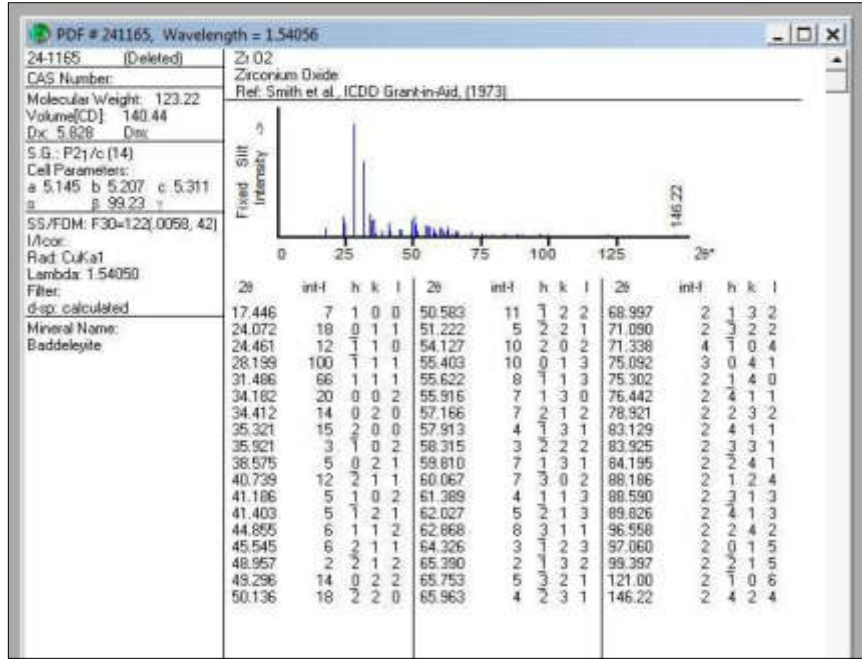 PDF # 241165, Wavelength = 1.54056
24-1165 (Deleted)
CAS Number:
Molecular Weight: 123.22
Volume[CD]: 140.44
Dx: 5.828 Dm:
S.G.: P21/c (14)
Cell Parameters:
a 5.145 b 5.207 c 5.311
α β 99.23 γ
SS/FOM: F30=122(.0058, 42)
I/Icor:
Rad: CuKa1
Lambda: 1.54050
Filter:
d-sp: calculated
Mineral Name:
Baddeleyite
Zr O2
Zirconium Oxide
Ref: Smith et al., ICDD Grant-in-Aid, (1973)
Fixed Slit
Intensity ->
146.22
0 25 50 75 100 125 2θ°
2θ int-f h k l 2θ int-f h k l 2θ int-f h k l
17.446 7 1 0 0 50.583 11 1̅ 2 2 68.997 2 1 3 2
24.072 18 0 1 1 51.222 5 2̅ 2 1 71.090 2 3̅ 2 2
24.461 12 1̅ 1 0 54.127 10 2 0 2 71.338 4 1 0 4
28.199 100 1̅ 1 1 55.403 10 0 1 3 75.092 3 0 4 1
31.486 66 1 1 1 55.622 8 1̅ 1 3 75.302 2 1 4 0
34.182 20 0 0 2 55.916 7 1 3 0 76.442 2 4̅ 1 1
34.412 14 0 2 0 57.166 7 2 1 2 78.921 2 2 3 2
35.321 15 2 0 0 57.913 4 1̅ 3 1 83.129 2 4 1 1
35.921 3 1̅ 0 2 58.315 3 2̅ 2 2 83.925 2 3̅ 3 1
38.575 5 0 2 1 59.810 7 1 3 1 84.195 2 2̅ 4 1
40.739 12 2̅ 1 1 60.067 7 3̅ 0 2 88.186 2 1 2 4
41.186 5 1 0 2 61.389 4 1 1 3 88.590 2 3̅ 1 3
41.403 5 1̅ 2 1 62.027 5 2̅ 1 3 89.826 2 4̅ 1 3
44.855 6 1 1 2 62.868 8 3 1 1 96.558 2 2 4 2
45.545 6 2 1 1 64.326 3 1̅ 2 3 97.060 2 0 1 5
48.957 2 2̅ 1 2 65.390 2 1̅ 3 2 99.397 2 2̅ 1 5
49.296 14 0 2 2 65.753 5 3̅ 2 1 121.00 2 1̅ 0 6
50.136 18 2̅ 2 0 65.963 4 2̅ 3 1 146.22 2 4 2 4